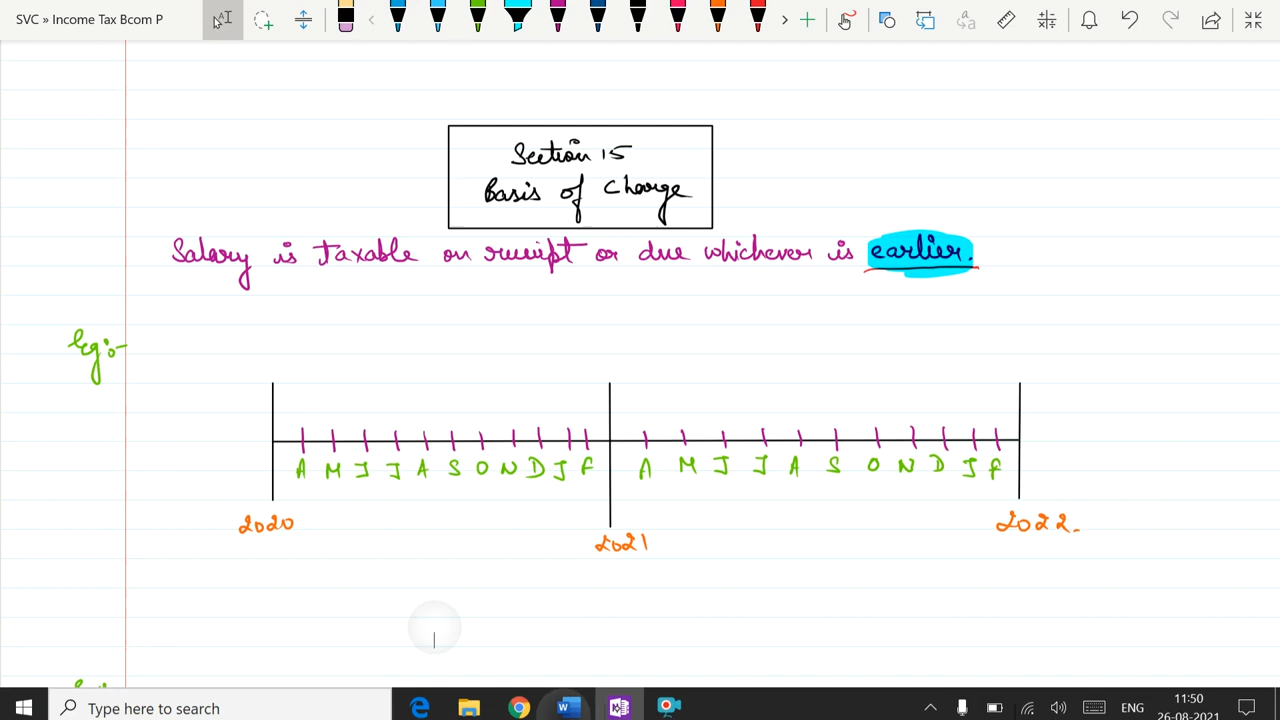 SVC » Income Tax Bcom P
Section 15
Basis of Charge
Salary is taxable on receipt or due whichever is earlier.
Eg:-
A M J J A S O N D J F A M J J A S O N D J F
2020
2021
2022.
Type here to search
ENG
11:50
26-08-2021